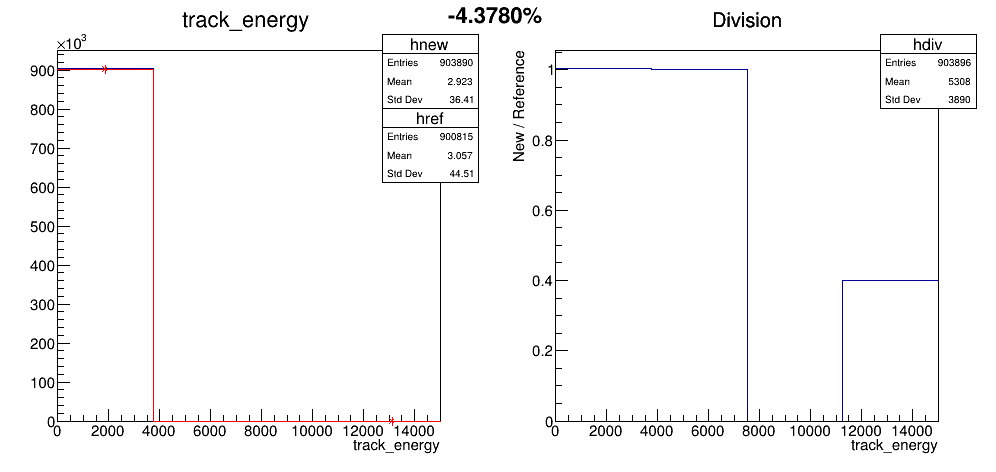 -4.3780%
track_energy
×10³
hnew
Entries 903890
Mean 2.923
Std Dev 36.41
href
Entries 900815
Mean 3.057
Std Dev 44.51
900
800
700
600
500
400
300
200
100
0
0 2000 4000 6000 8000 10000 12000 14000
track_energy
Division
hdiv
Entries 903896
Mean 5308
Std Dev 3890
New / Reference
1
0.8
0.6
0.4
0.2
0
0 2000 4000 6000 8000 10000 12000 14000
track_energy